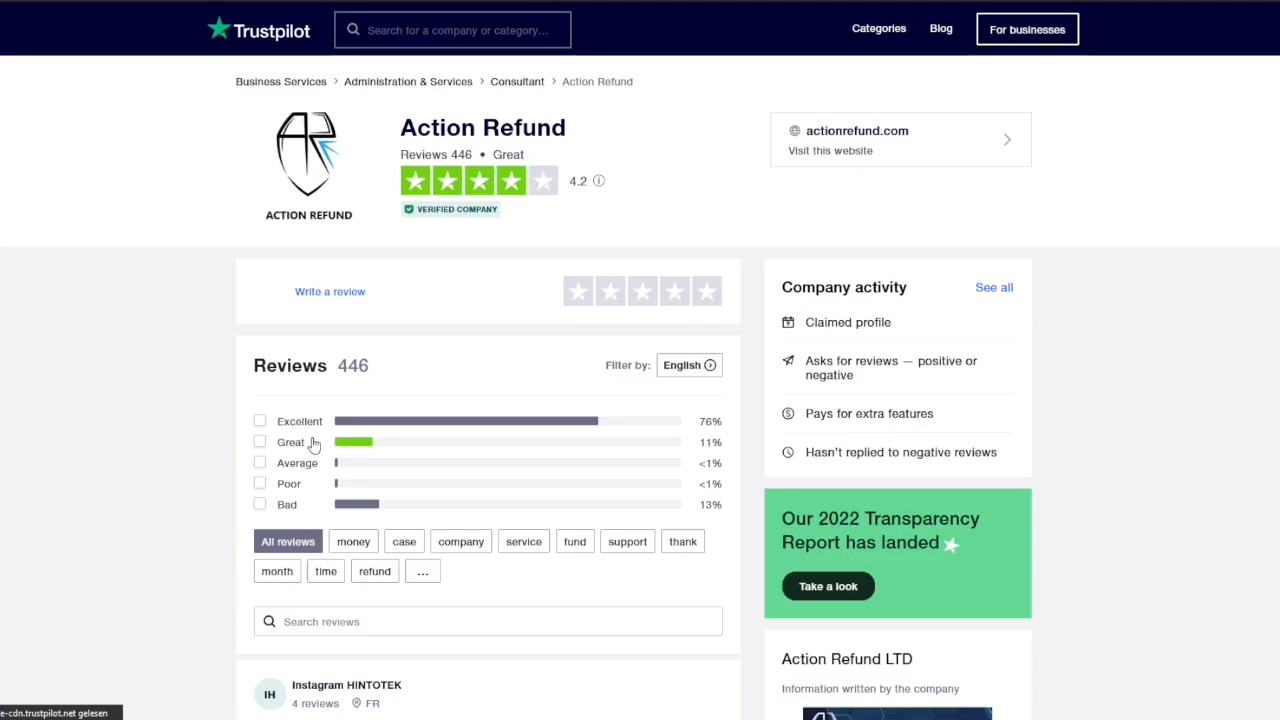 Trustpilot
Search for a company or category...
Categories
Blog
For businesses
Business Services > Administration & Services > Consultant > Action Refund
ACTION REFUND
Action Refund
Reviews 446 • Great
4.2
VERIFIED COMPANY
actionrefund.com
Visit this website
Write a review
Reviews 446
Filter by: English
Excellent 76%
Great 11%
Average <1%
Poor <1%
Bad 13%
All reviews money case company service fund support thank
month time refund ...
Search reviews
IH
Instagram HINTOTEK
4 reviews FR
Company activity See all
Claimed profile
Asks for reviews — positive or
negative
Pays for extra features
Hasn't replied to negative reviews
Our 2022 Transparency
Report has landed
Take a look
Action Refund LTD
Information written by the company
e-cdn.trustpilot.net gelesen